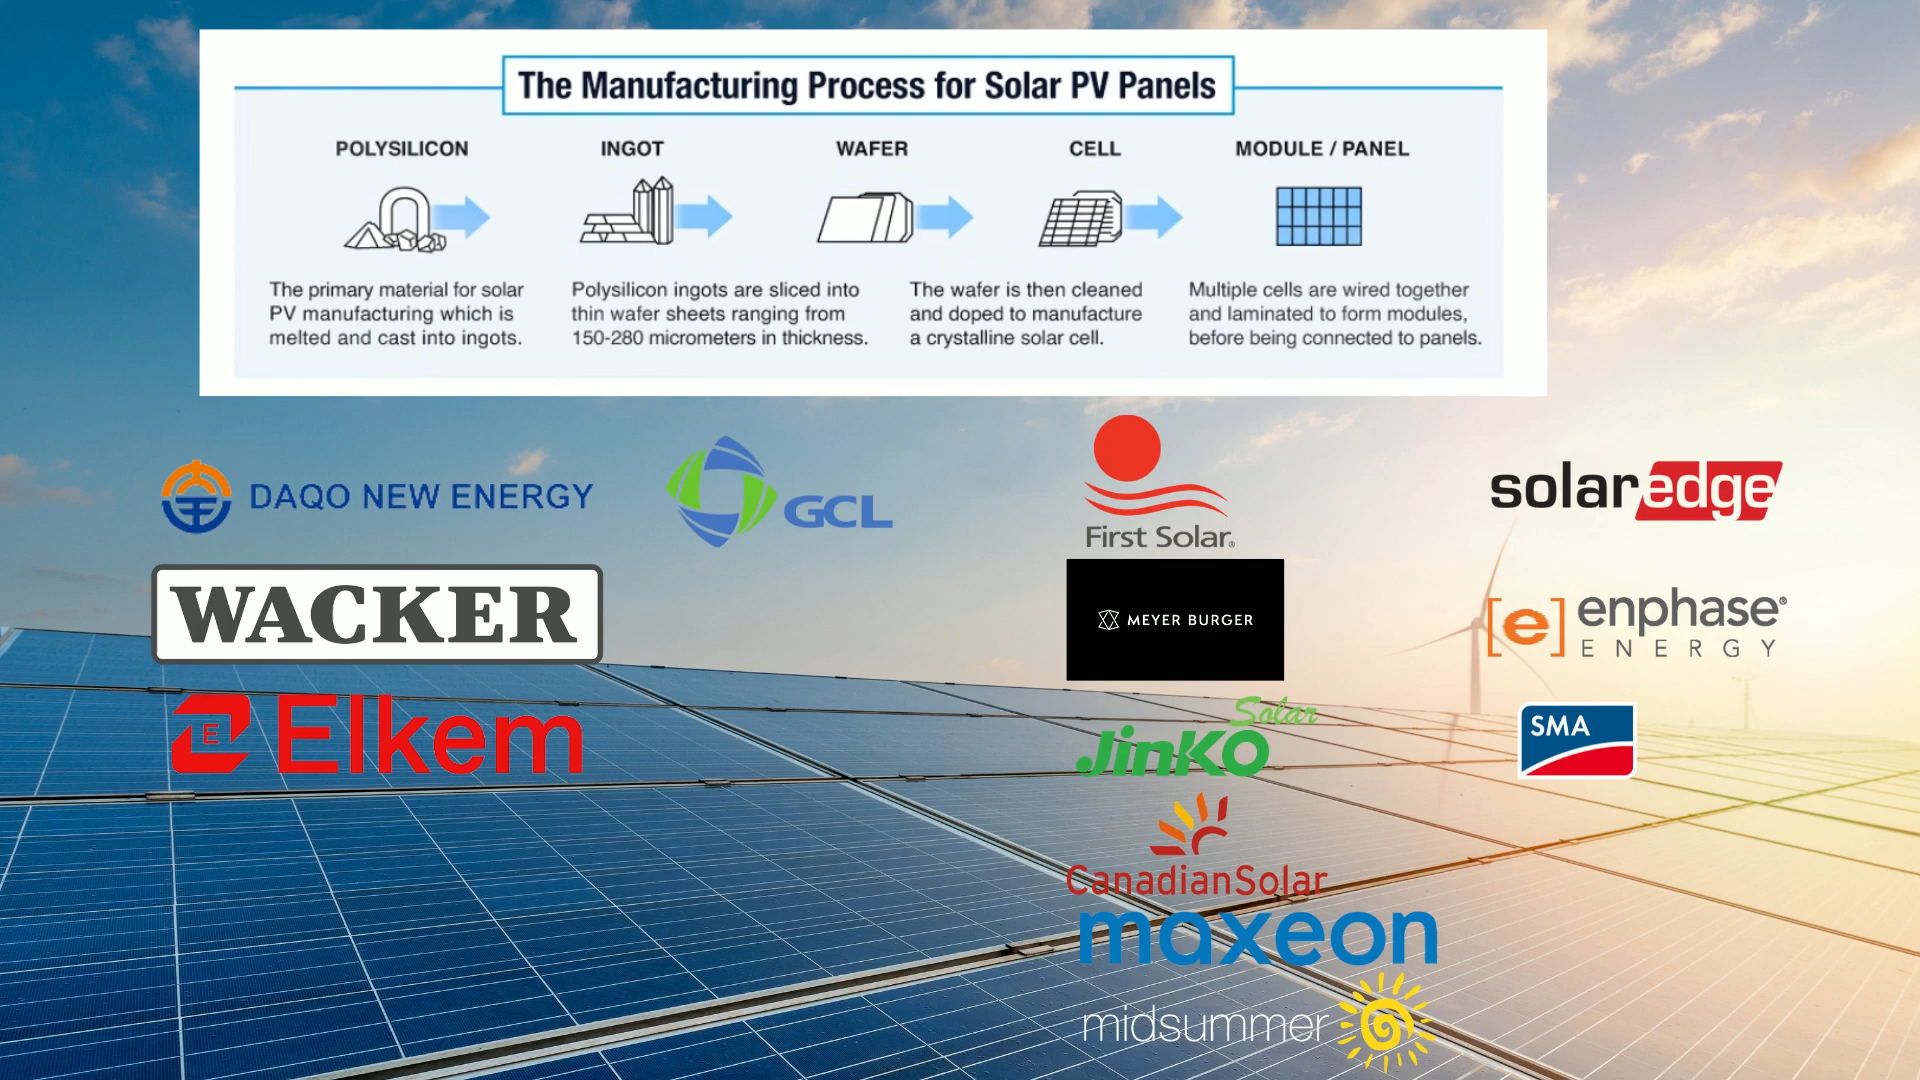 The Manufacturing Process for Solar PV Panels
POLYSILICON
INGOT
WAFER
CELL
MODULE / PANEL
The primary material for solar
PV manufacturing which is
melted and cast into ingots.
Polysilicon ingots are sliced into
thin wafer sheets ranging from
150-280 micrometers in thickness.
The wafer is then cleaned
and doped to manufacture
a crystalline solar cell.
Multiple cells are wired together
and laminated to form modules,
before being connected to panels.
DAQO NEW ENERGY
GCL
First Solar®
solaredge
WACKER
MEYER BURGER
[e] enphase®
ENERGY
E Elkem
Solar
JinKO
SMA
CanadianSolar
maxeon
midsummer